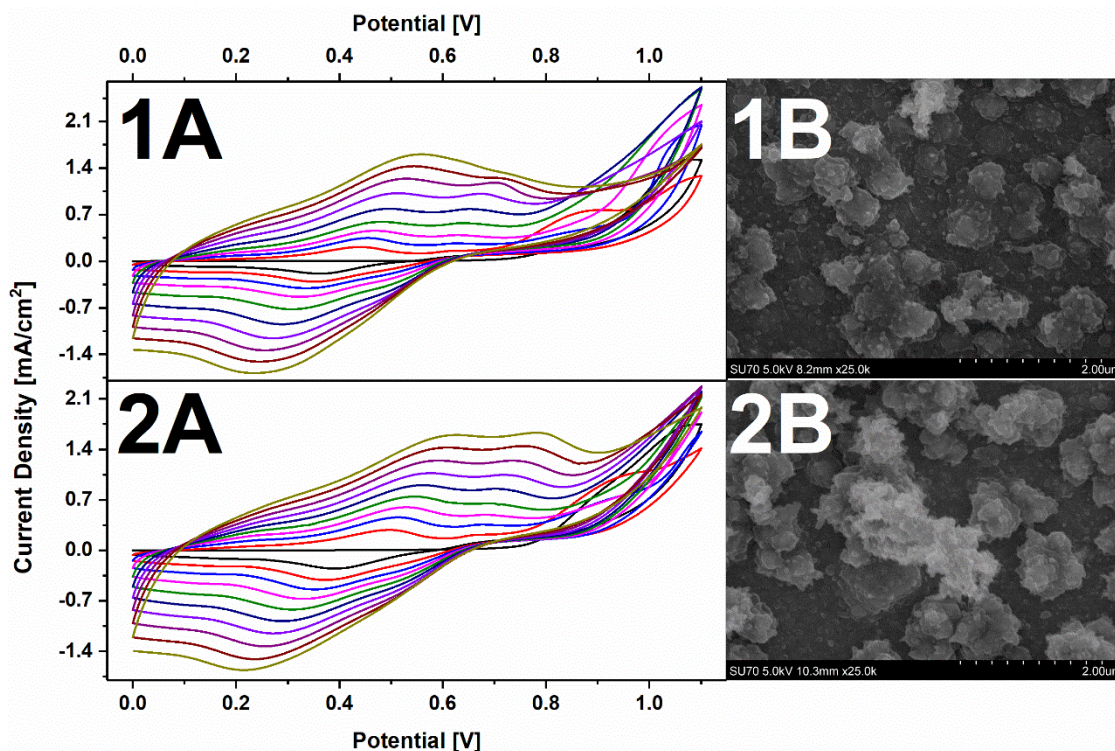 Potential [V]
0.0 0.2 0.4 0.6 0.8 1.0
1A
2.1
1.4
0.7
0.0
-0.7
-1.4
1B
SU70 5.0kV 8.2mm x25.0k 2.00um
Current Density [mA/cm²]
2A
2.1
1.4
0.7
0.0
-0.7
-1.4
2B
SU70 5.0kV 10.3mm x25.0k 2.00um
0.0 0.2 0.4 0.6 0.8 1.0
Potential [V]